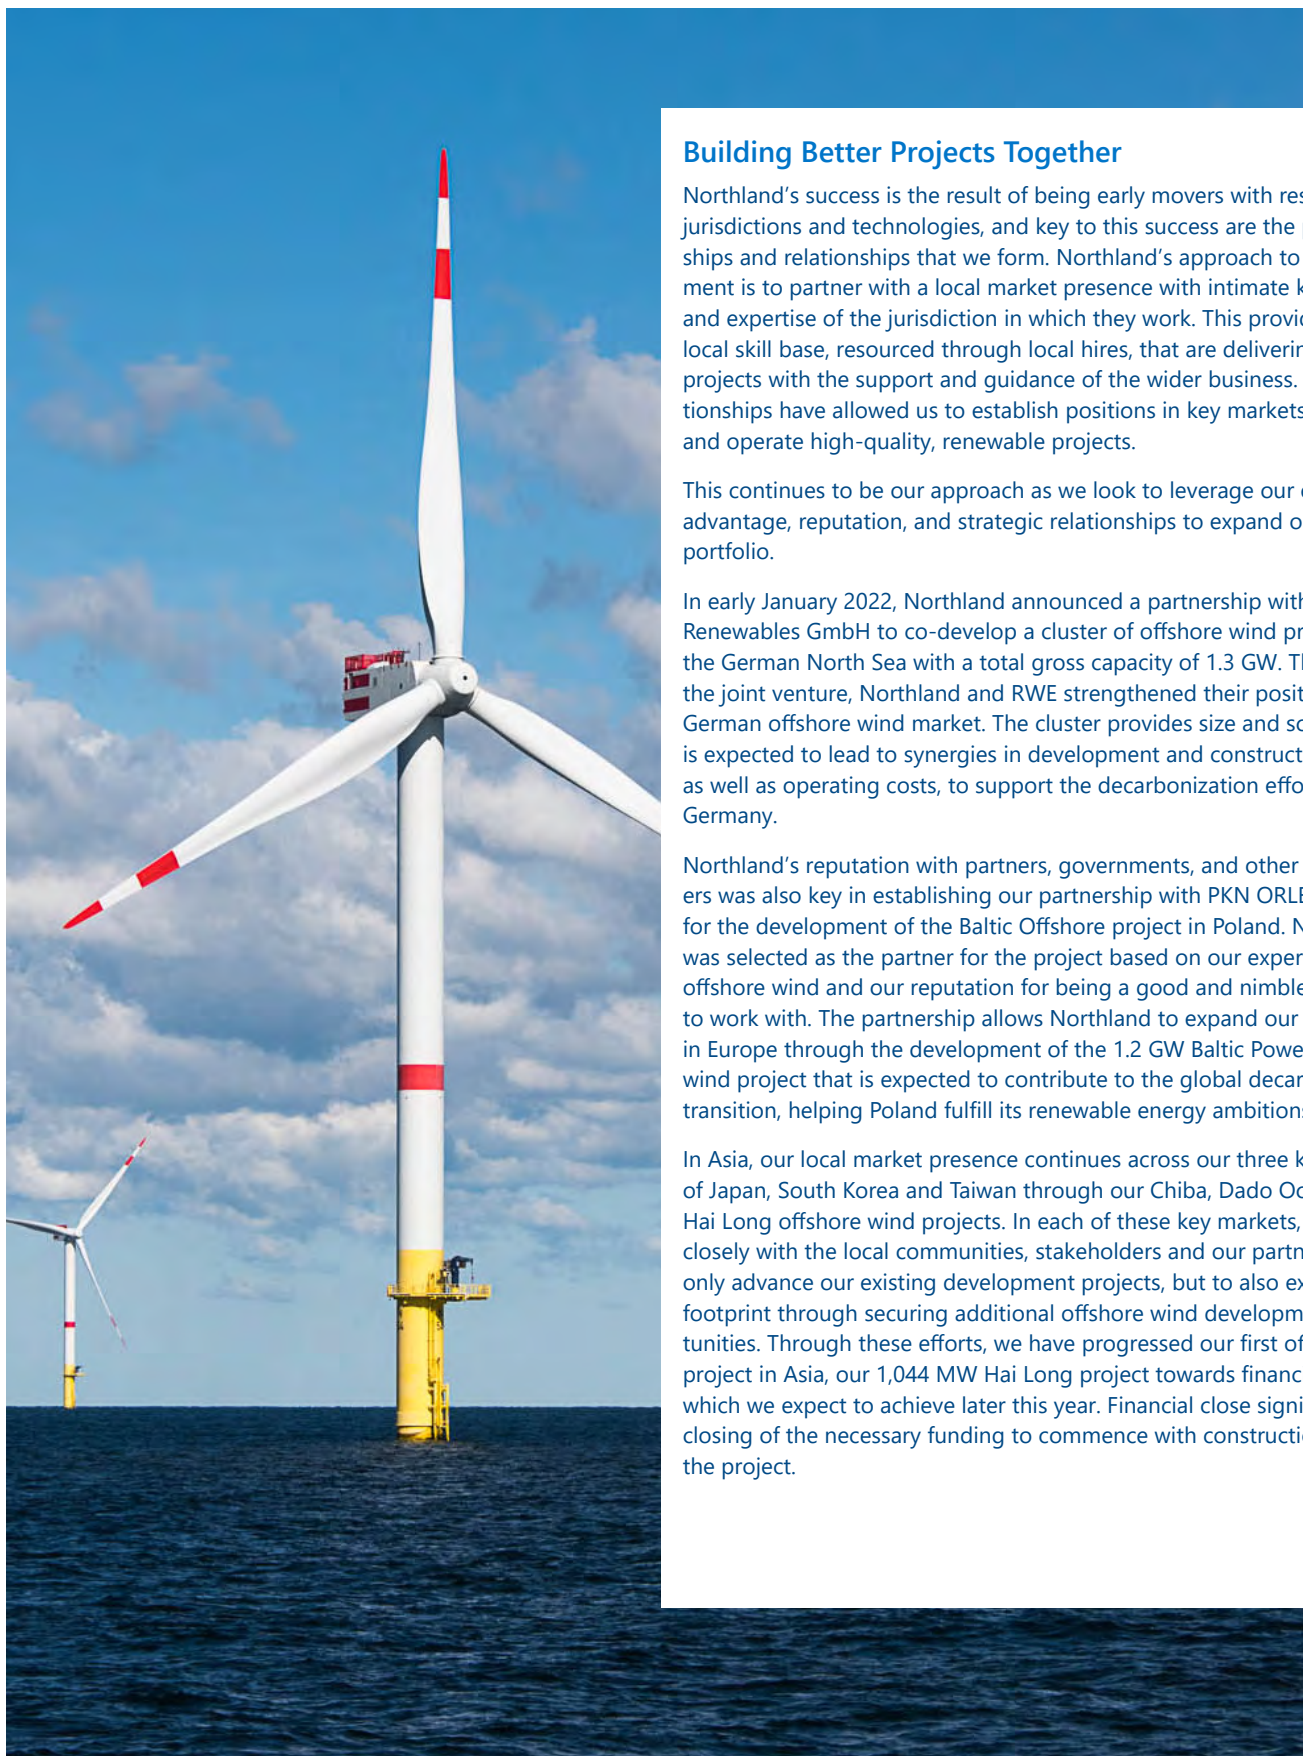 Building Better Projects Together
Northland’s success is the result of being early movers with res
jurisdictions and technologies, and key to this success are the
ships and relationships that we form. Northland’s approach to
ment is to partner with a local market presence with intimate k
and expertise of the jurisdiction in which they work. This provid
local skill base, resourced through local hires, that are deliverin
projects with the support and guidance of the wider business.
tionships have allowed us to establish positions in key markets
and operate high-quality, renewable projects.
This continues to be our approach as we look to leverage our
advantage, reputation, and strategic relationships to expand o
portfolio.
In early January 2022, Northland announced a partnership with
Renewables GmbH to co-develop a cluster of offshore wind pr
the German North Sea with a total gross capacity of 1.3 GW. Th
the joint venture, Northland and RWE strengthened their posit
German offshore wind market. The cluster provides size and sc
is expected to lead to synergies in development and construct
as well as operating costs, to support the decarbonization effo
Germany.
Northland’s reputation with partners, governments, and other
ers was also key in establishing our partnership with PKN ORLE
for the development of the Baltic Offshore project in Poland. N
was selected as the partner for the project based on our exper
offshore wind and our reputation for being a good and nimble
to work with. The partnership allows Northland to expand our
in Europe through the development of the 1.2 GW Baltic Powe
wind project that is expected to contribute to the global decar
transition, helping Poland fulfill its renewable energy ambitions
In Asia, our local market presence continues across our three k
of Japan, South Korea and Taiwan through our Chiba, Dado Oc
Hai Long offshore wind projects. In each of these key markets,
closely with the local communities, stakeholders and our partn
only advance our existing development projects, but to also ex
footprint through securing additional offshore wind developm
tunities. Through these efforts, we have progressed our first of
project in Asia, our 1,044 MW Hai Long project towards financ
which we expect to achieve later this year. Financial close signi
closing of the necessary funding to commence with constructi
the project.